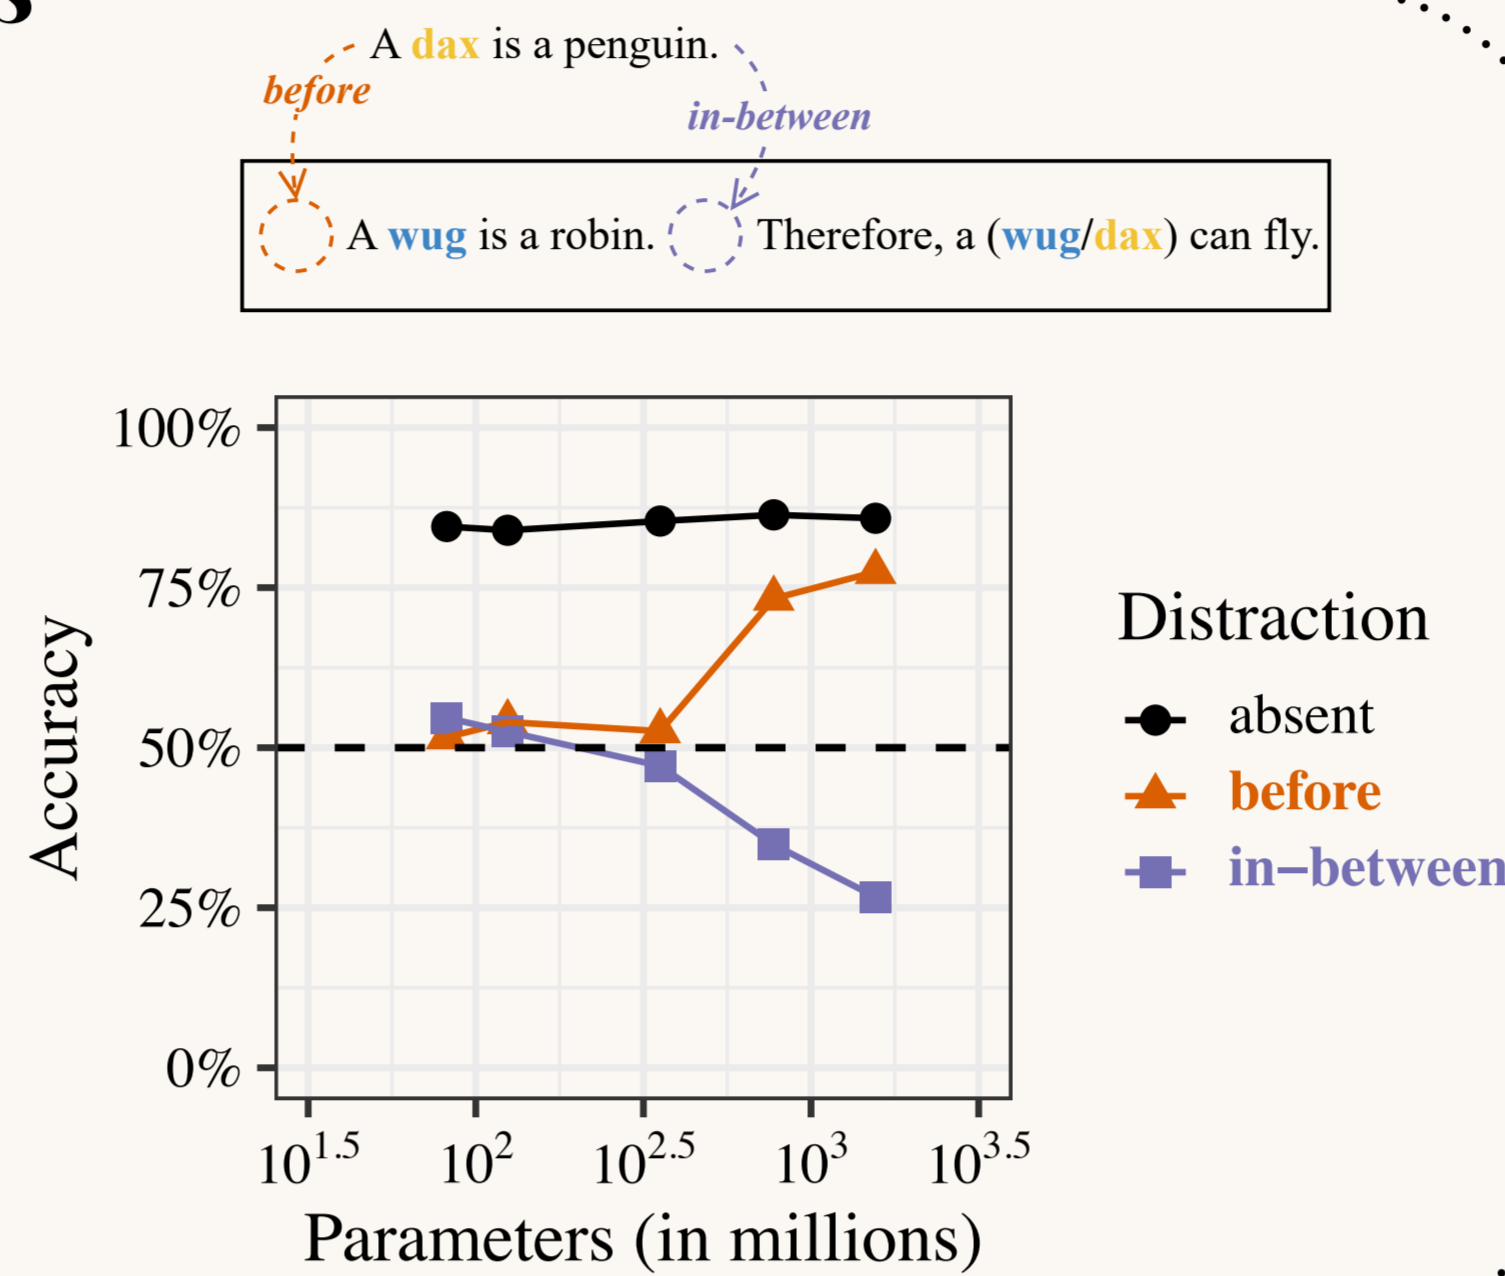 s
A dax is a penguin.
before
in-between
A wug is a robin. Therefore, a (wug/dax) can fly.
100%
75%
50%
25%
0%
Accuracy
10^1.5 10^2 10^2.5 10^3 10^3.5
Parameters (in millions)
Distraction
absent
before
in−between